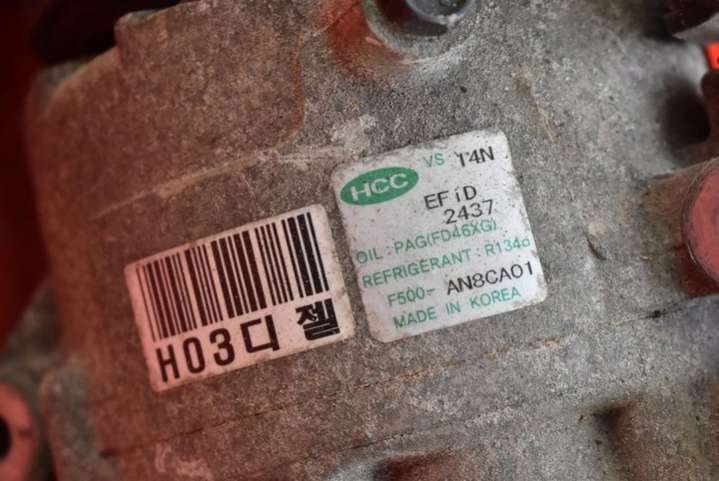 HCC VS 14N
EFiD
2437
OIL : PAG(FD46XG)
REFRIGERANT : R134a
F500- AN8CA01
MADE IN KOREA
H03디젤